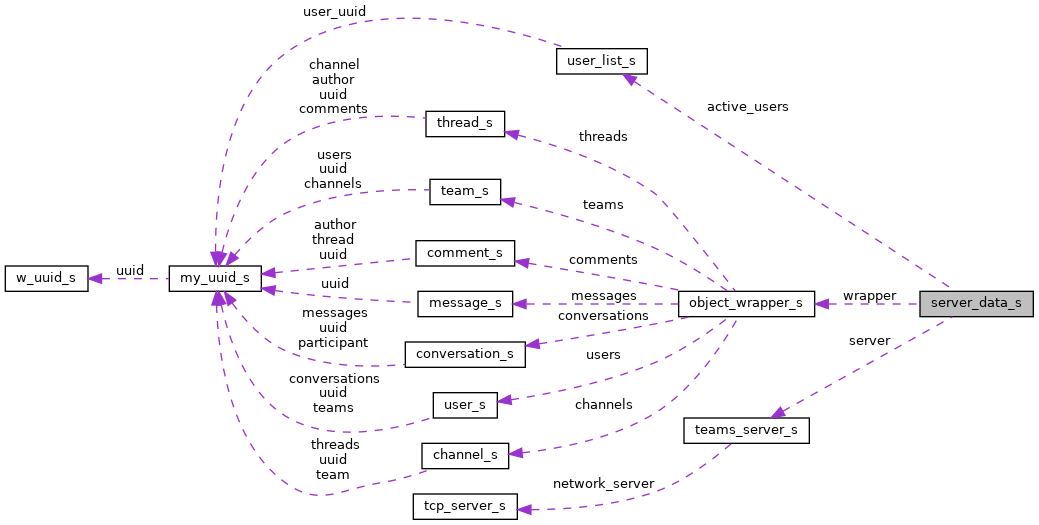 user_uuid
user_list_s
channel
author
uuid
comments
active_users
thread_s
threads
users
uuid
channels
team_s
teams
author
thread
uuid
comment_s
comments
w_uuid_s
uuid
my_uuid_s
uuid
message_s
messages
object_wrapper_s
wrapper
server_data_s
messages
uuid
participant
conversations
conversation_s
server
conversations
uuid
teams
users
user_s
channels
teams_server_s
threads
uuid
team
channel_s
network_server
tcp_server_s